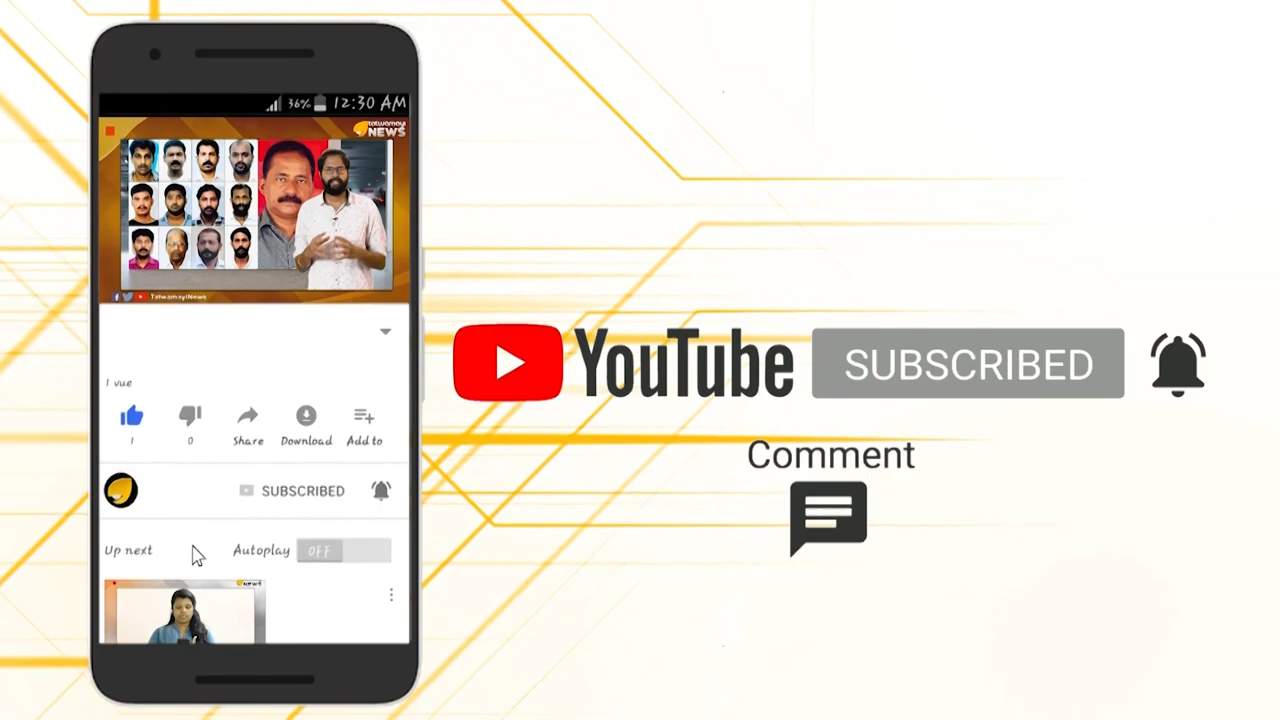 36% 12:30 AM
tatwamayi
NEWS
TatwamayiNews
1 vue
1
0
Share
Download
Add to
SUBSCRIBED
Up next
Autoplay
OFF
NEWS
YouTube
SUBSCRIBED
Comment